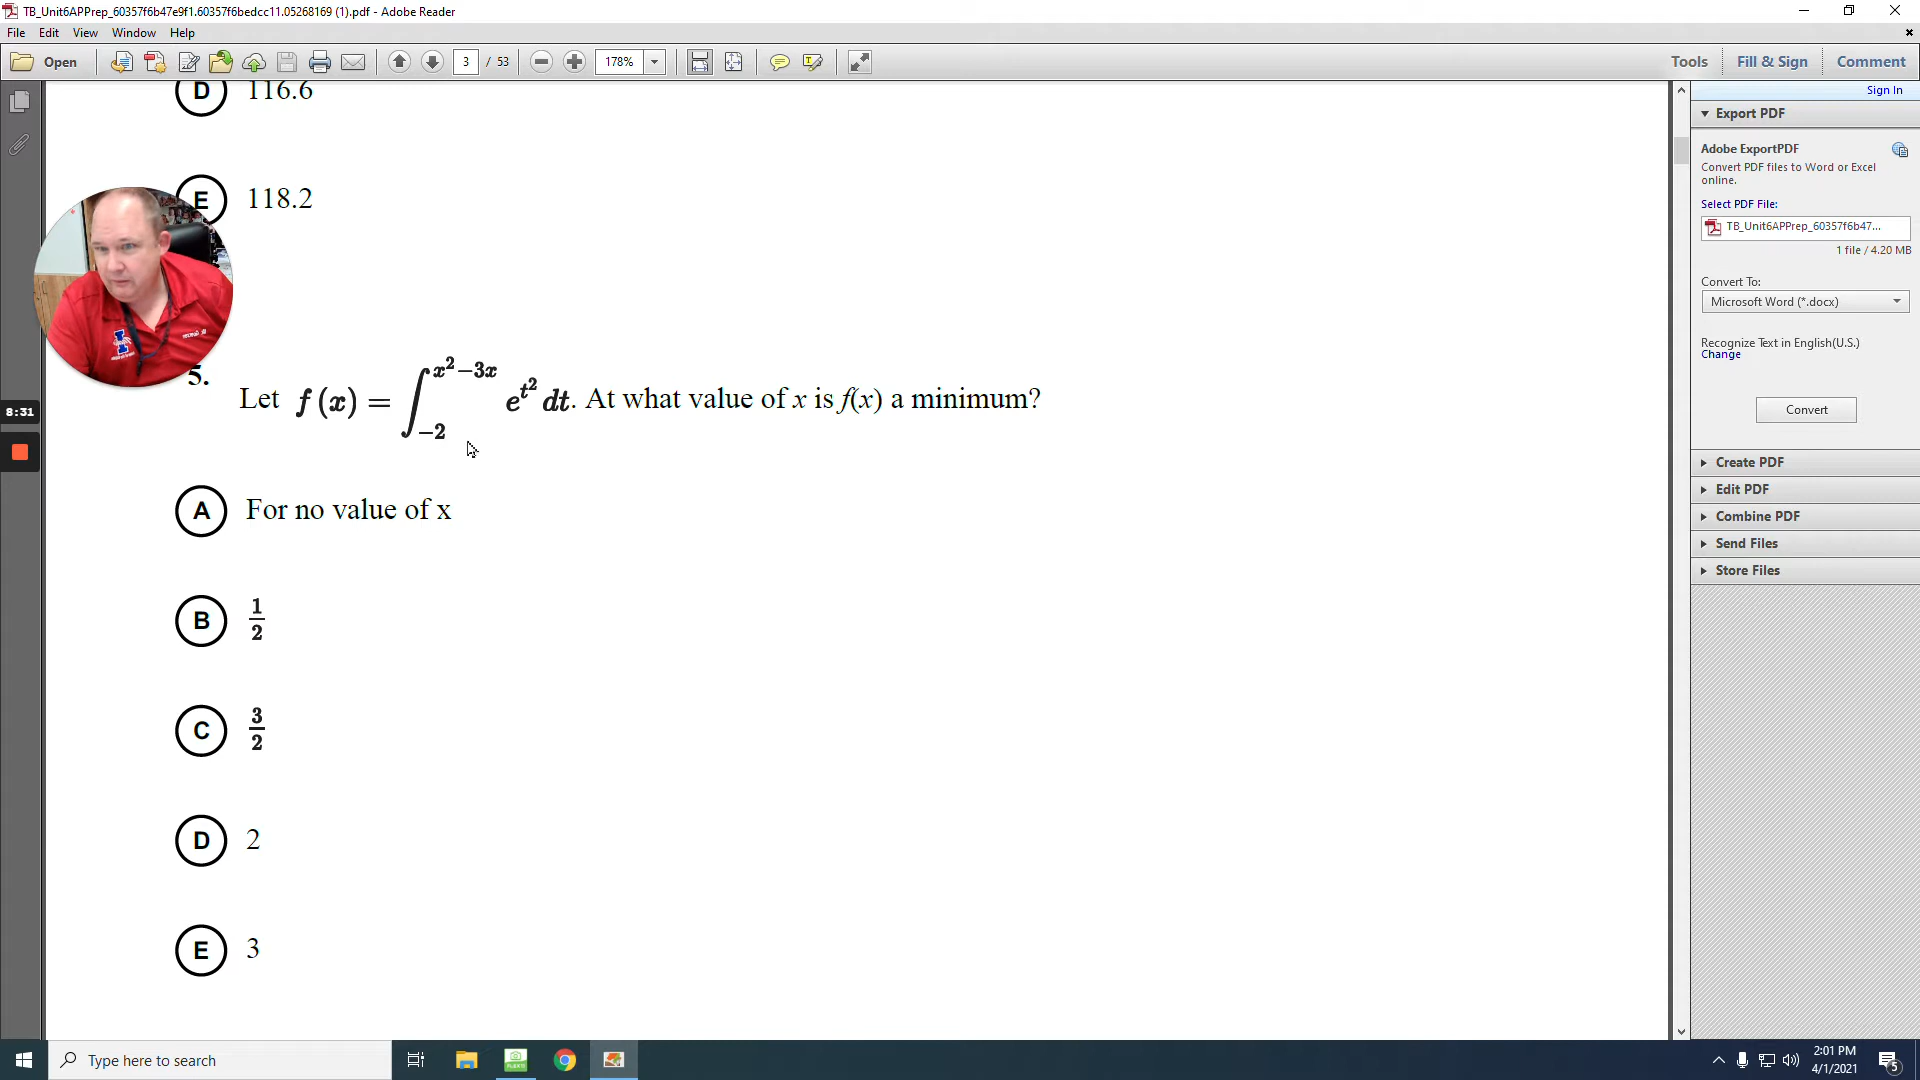 TB_Unit6APPrep_60357f6b47e9f1.60357f6bedcc11.05268169 (1).pdf - Adobe Reader
File Edit View Window Help
Open 3 / 53 178% Tools Fill & Sign Comment
Sign In
D 116.6
E 118.2
5. Let f(x) = ∫_{-2}^{x²-3x} e^{t²} dt. At what value of x is f(x) a minimum?
A For no value of x
B 1/2
C 3/2
D 2
E 3
8:31
Export PDF
Adobe ExportPDF
Convert PDF files to Word or Excel
online.
Select PDF File:
TB_Unit6APPrep_60357f6b47...
1 file / 4.20 MB
Convert To:
Microsoft Word (*.docx)
Recognize Text in English(U.S.)
Change
Convert
Create PDF
Edit PDF
Combine PDF
Send Files
Store Files
Type here to search
2:01 PM
4/1/2021
5